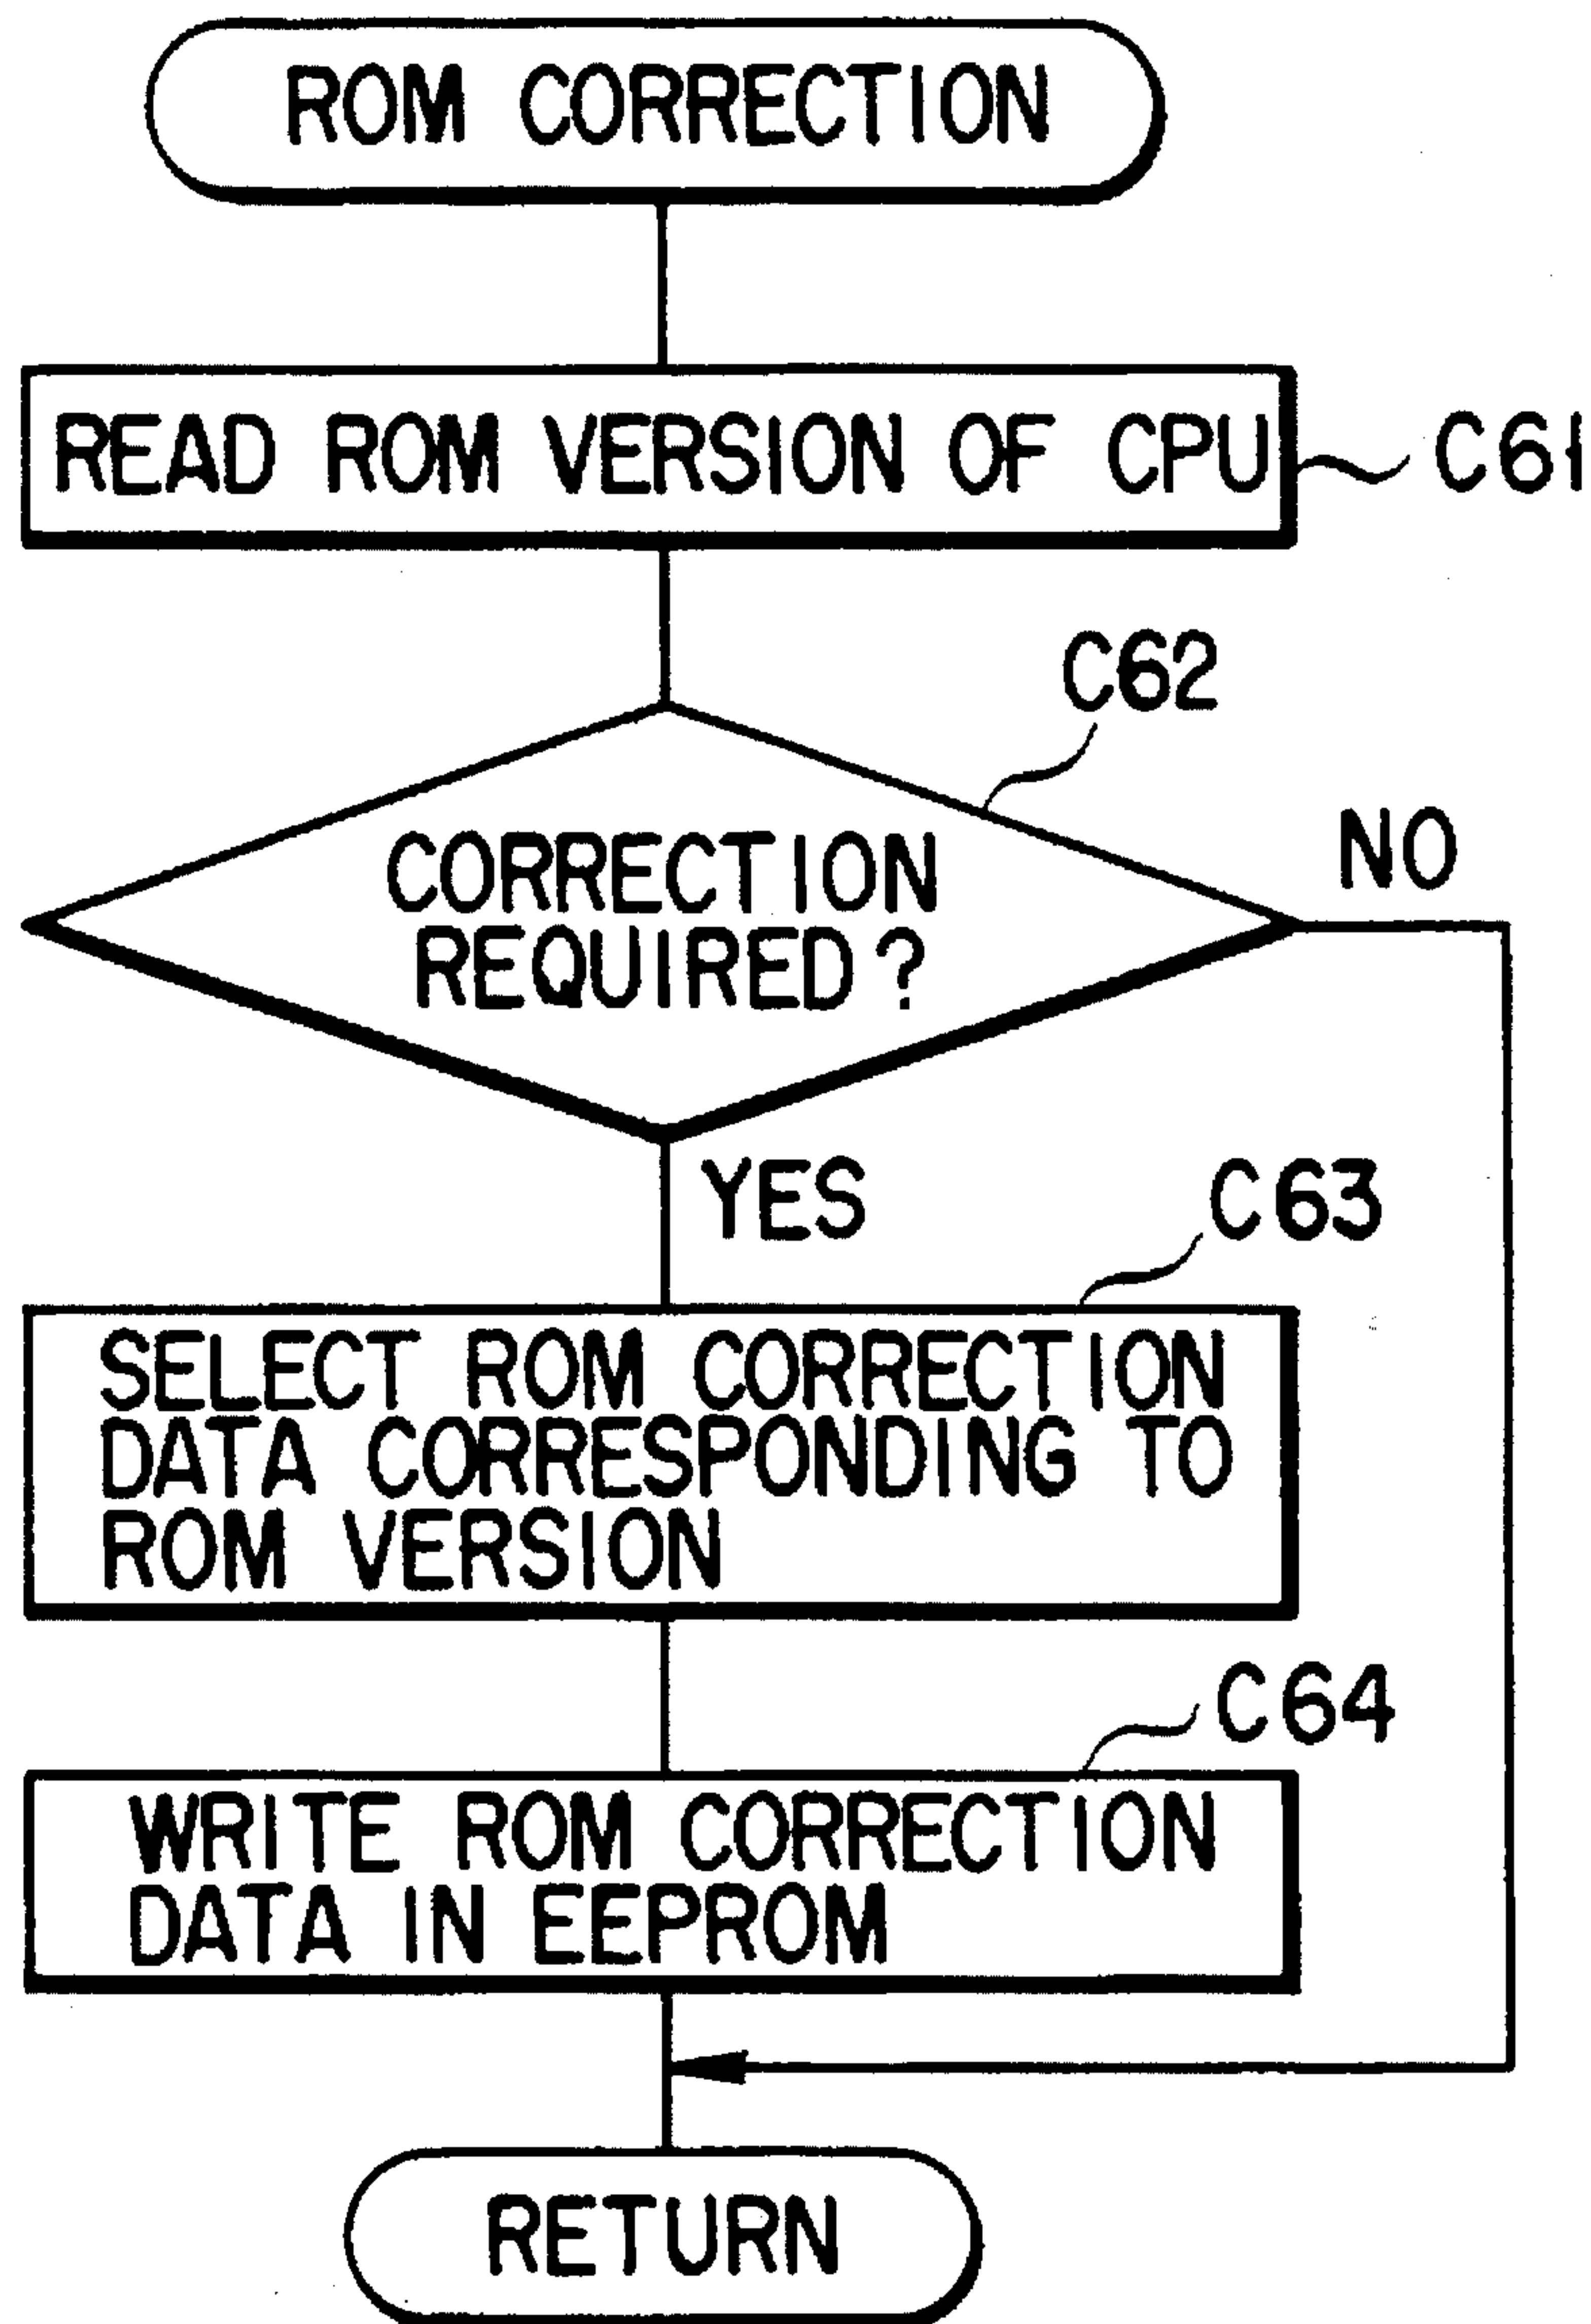 ROM CORRECTION
READ ROM VERSION OF CPU
C61
C62
CORRECTION
REQUIRED?
NO
YES
C63
SELECT ROM CORRECTION
DATA CORRESPONDING TO
ROM VERSION
C64
WRITE ROM CORRECTION
DATA IN EEPROM
RETURN